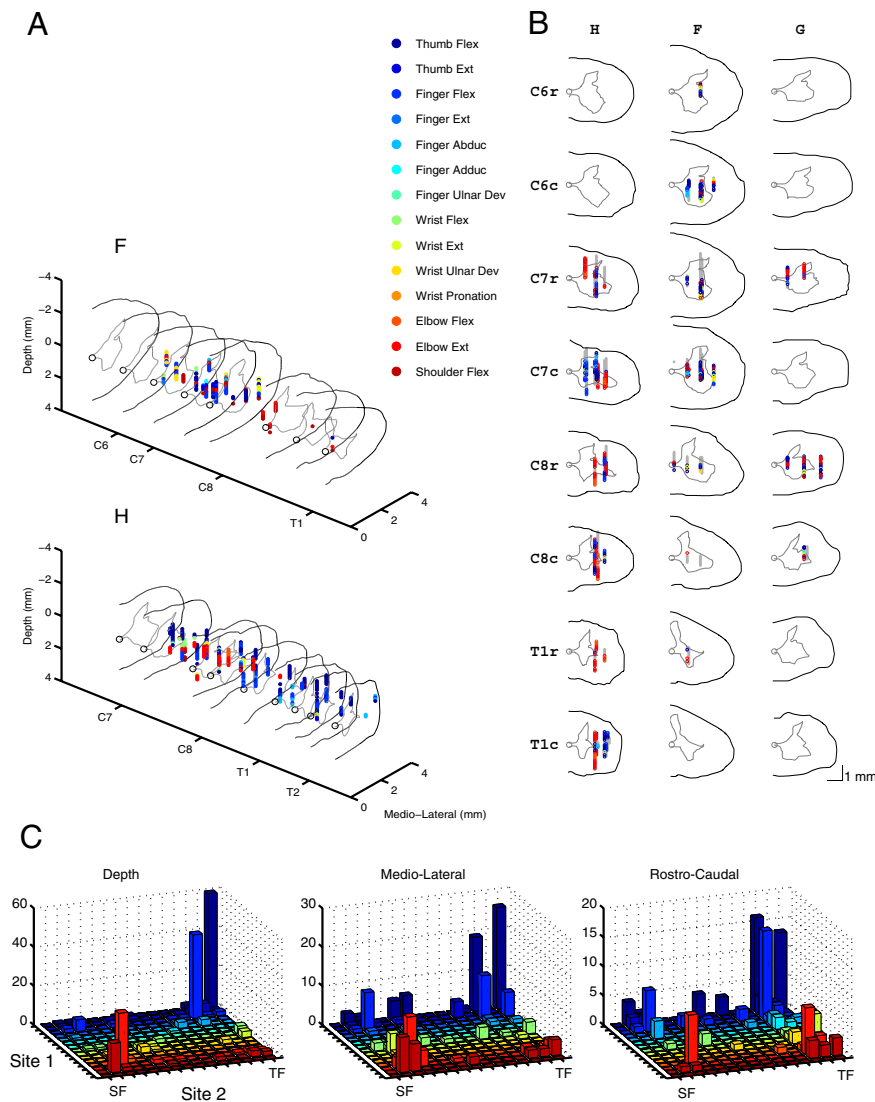 A
Thumb Flex
Thumb Ext
Finger Flex
Finger Ext
Finger Abduc
Finger Adduc
Finger Ulnar Dev
Wrist Flex
Wrist Ext
Wrist Ulnar Dev
Wrist Pronation
Elbow Flex
Elbow Ext
Shoulder Flex
F
−4
−2
0
2
4
Depth (mm)
C6
C7
C8
T1
0
2
4
H
−4
−2
0
2
4
Depth (mm)
C7
C8
T1
T2
0
2
4
Medio−Lateral (mm)
B
H F G
C6r
C6c
C7r
C7c
C8r
C8c
T1r
T1c
1 mm
C
Depth
60
40
20
0
Site 1
SF
Site 2
TF
Medio-Lateral
30
20
10
0
SF
TF
Rostro-Caudal
20
15
10
5
0
SF
TF